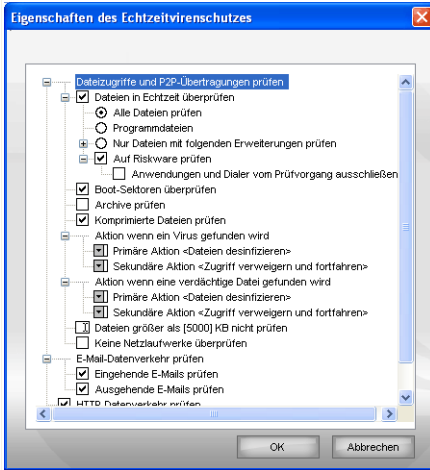 Eigenschaften des Echtzeitvirenschutzes
Dateizugriffe und P2P-Übertragungen prüfen
Dateien in Echtzeit überprüfen
Alle Dateien prüfen
Programmdateien
Nur Dateien mit folgenden Erweiterungen prüfen
Auf Riskware prüfen
Anwendungen und Dialer vom Prüfvorgang ausschließen
Boot-Sektoren überprüfen
Archive prüfen
Komprimierte Dateien prüfen
Aktion wenn ein Virus gefunden wird
Primäre Aktion <Dateien desinfizieren>
Sekundäre Aktion <Zugriff verweigern und fortfahren>
Aktion wenn eine verdächtige Datei gefunden wird
Primäre Aktion <Dateien desinfizieren>
Sekundäre Aktion <Zugriff verweigern und fortfahren>
Dateien größer als [5000] KB nicht prüfen
Keine Netzlaufwerke überprüfen
E-Mail-Datenverkehr prüfen
Eingehende E-Mails prüfen
Ausgehende E-Mails prüfen
HTTP Datenverkehr prüfen
OK Abbrechen